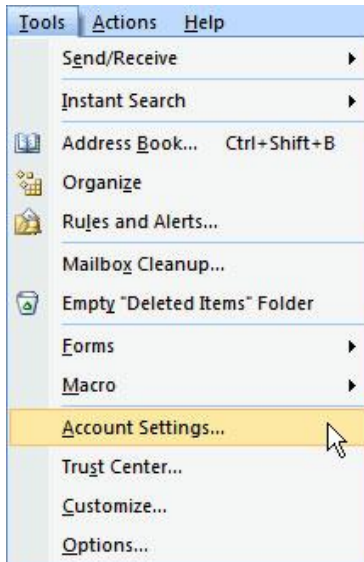 Tools Actions Help
Send/Receive
Instant Search
Address Book... Ctrl+Shift+B
Organize
Rules and Alerts...
Mailbox Cleanup...
Empty "Deleted Items" Folder
Forms
Macro
Account Settings...
Trust Center...
Customize...
Options...